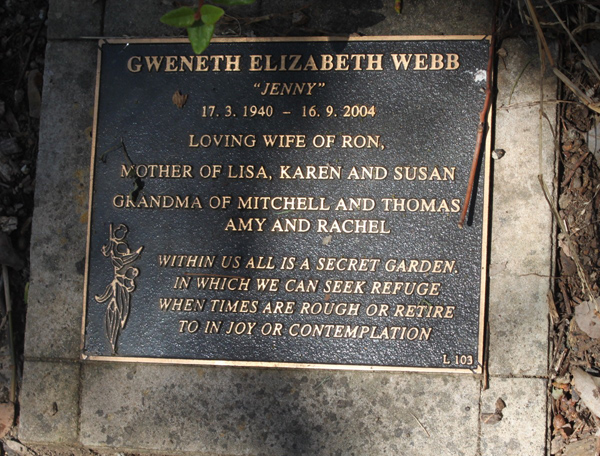 GWENETH ELIZABETH WEBB
"JENNY"
17. 3. 1940 – 16. 9. 2004
LOVING WIFE OF RON,
MOTHER OF LISA, KAREN AND SUSAN
GRANDMA OF MITCHELL AND THOMAS
AMY AND RACHEL
WITHIN US ALL IS A SECRET GARDEN.
IN WHICH WE CAN SEEK REFUGE
WHEN TIMES ARE ROUGH OR RETIRE
TO IN JOY OR CONTEMPLATION
L 103